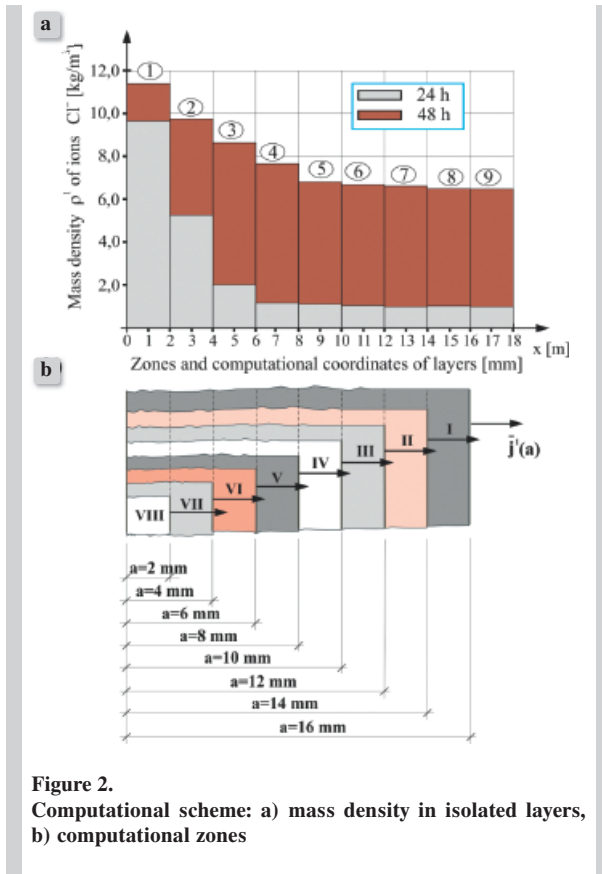 a
Mass density ρ¹ of ions Cl⁻ [kg/m³]
12,0
10,0
8,0
6,0
4,0
2,0
1
2
3
4
5
6
7
8
9
24 h
48 h
0 1 2 3 4 5 6 7 8 9 10 11 12 13 14 15 16 17 18
x [m]
Zones and computational coordinates of layers [mm]
b
I
II
III
IV
V
VI
VII
VIII
j̄¹(a)
a=2 mm
a=4 mm
a=6 mm
a=8 mm
a=10 mm
a=12 mm
a=14 mm
a=16 mm
Figure 2.
Computational scheme: a) mass density in isolated layers,
b) computational zones